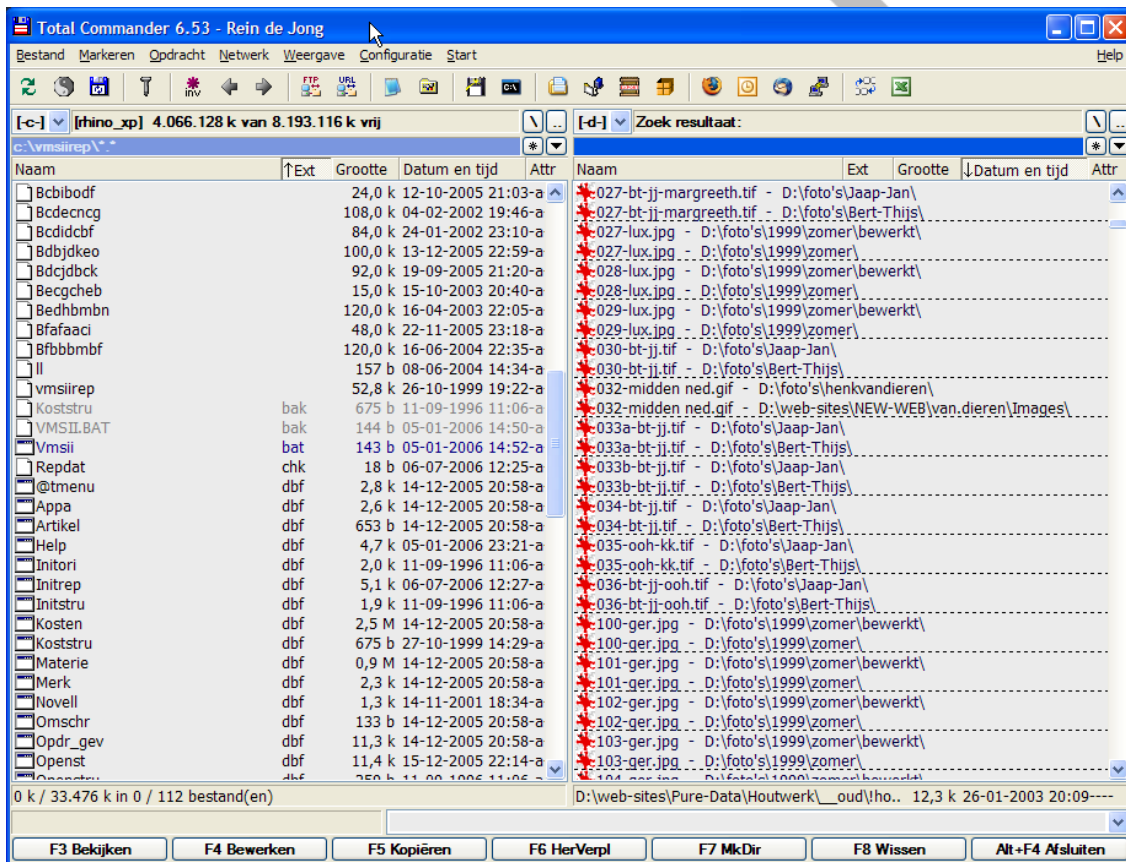 Total Commander 6.53 - Rein de Jong
Bestand Markeren Opdracht Netwerk Weergave Configuratie Start Help
INV FTP URL C:\
[-c-] [rhino_xp] 4.066.128 k van 8.193.116 k vrij \ ..
c:\vmsiirep\*.* *
Naam ↑Ext Grootte Datum en tijd Attr
Bcbibodf 24,0 k 12-10-2005 21:03 -a
Bcdecncg 108,0 k 04-02-2002 19:46 -a
Bcdidcbf 84,0 k 24-01-2002 23:10 -a
Bdbjdkeo 100,0 k 13-12-2005 22:59 -a
Bdcjdbck 92,0 k 19-09-2005 21:20 -a
Becgcheb 15,0 k 15-10-2003 20:40 -a
Bedhbmbn 120,0 k 16-04-2003 22:05 -a
Bfafaaci 48,0 k 22-11-2005 23:18 -a
Bfbbbmbf 120,0 k 16-06-2004 22:35 -a
ll 157 b 08-06-2004 14:34 -a
vmsiirep 52,8 k 26-10-1999 19:22 -a
Koststru bak 675 b 11-09-1996 11:06 -a
VMSII.BAT bak 144 b 05-01-2006 14:50 -a
Vmsii bat 143 b 05-01-2006 14:52 -a
Repdat chk 18 b 06-07-2006 12:25 -a
@tmenu dbf 2,8 k 14-12-2005 20:58 -a
Appa dbf 2,6 k 14-12-2005 20:58 -a
Artikel dbf 653 b 14-12-2005 20:58 -a
Help dbf 4,7 k 05-01-2006 23:21 -a
Initori dbf 2,0 k 11-09-1996 11:06 -a
Initrep dbf 5,1 k 06-07-2006 12:27 -a
Initstru dbf 1,9 k 11-09-1996 11:06 -a
Kosten dbf 2,5 M 14-12-2005 20:58 -a
Koststru dbf 675 b 27-10-1999 14:29 -a
Materie dbf 0,9 M 14-12-2005 20:58 -a
Merk dbf 2,3 k 14-12-2005 20:58 -a
Novell dbf 1,3 k 14-11-2001 18:34 -a
Omschr dbf 133 b 14-12-2005 20:58 -a
Opdr_gev dbf 11,3 k 14-12-2005 20:58 -a
Openst dbf 11,4 k 15-12-2005 22:14 -a
0 k / 33.476 k in 0 / 112 bestand(en)
[-d-] Zoek resultaat: \ ..
*
Naam Ext Grootte ↓Datum en tijd Attr
027-bt-jj-margreeth.tif - D:\foto's\Jaap-Jan\
027-bt-jj-margreeth.tif - D:\foto's\Bert-Thijs\
027-lux.jpg - D:\foto's\1999\zomer\bewerkt\
027-lux.jpg - D:\foto's\1999\zomer\
028-lux.jpg - D:\foto's\1999\zomer\bewerkt\
028-lux.jpg - D:\foto's\1999\zomer\
029-lux.jpg - D:\foto's\1999\zomer\bewerkt\
029-lux.jpg - D:\foto's\1999\zomer\
030-bt-jj.tif - D:\foto's\Jaap-Jan\
030-bt-jj.tif - D:\foto's\Bert-Thijs\
032-midden ned.gif - D:\foto's\henkvandieren\
032-midden ned.gif - D:\web-sites\NEW-WEB\van.dieren\Images\
033a-bt-jj.tif - D:\foto's\Jaap-Jan\
033a-bt-jj.tif - D:\foto's\Bert-Thijs\
033b-bt-jj.tif - D:\foto's\Jaap-Jan\
033b-bt-jj.tif - D:\foto's\Bert-Thijs\
034-bt-jj.tif - D:\foto's\Jaap-Jan\
034-bt-jj.tif - D:\foto's\Bert-Thijs\
035-ooh-kk.tif - D:\foto's\Jaap-Jan\
035-ooh-kk.tif - D:\foto's\Bert-Thijs\
036-bt-jj-ooh.tif - D:\foto's\Jaap-Jan\
036-bt-jj-ooh.tif - D:\foto's\Bert-Thijs\
100-ger.jpg - D:\foto's\1999\zomer\bewerkt\
100-ger.jpg - D:\foto's\1999\zomer\
101-ger.jpg - D:\foto's\1999\zomer\bewerkt\
101-ger.jpg - D:\foto's\1999\zomer\
102-ger.jpg - D:\foto's\1999\zomer\bewerkt\
102-ger.jpg - D:\foto's\1999\zomer\
103-ger.jpg - D:\foto's\1999\zomer\bewerkt\
103-ger.jpg - D:\foto's\1999\zomer\
D:\web-sites\Pure-Data\Houtwerk\__oud\!ho.. 12,3 k 26-01-2003 20:09 ----
F3 Bekijken F4 Bewerken F5 Kopiëren F6 HerVerpl F7 MkDir F8 Wissen Alt+F4 Afsluiten